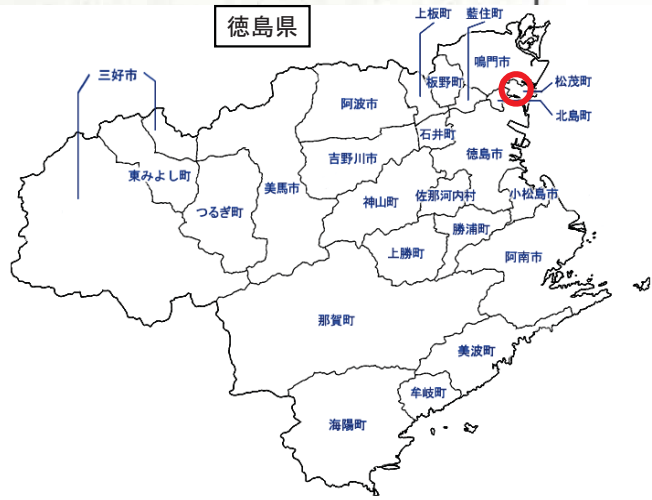 徳島県
上板町
藍住町
鳴門市
三好市
板野町
松茂町
阿波市
北島町
石井町
吉野川市
徳島市
東みよし町
美馬市
佐那河内村
小松島市
つるぎ町
神山町
勝浦町
上勝町
阿南市
那賀町
美波町
牟岐町
海陽町